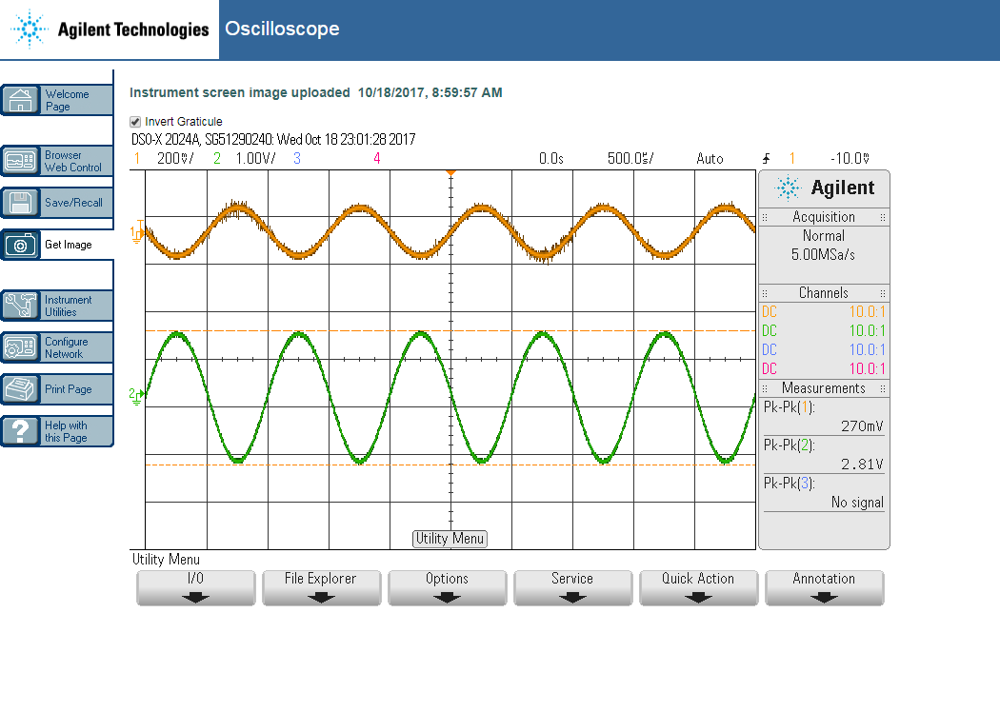 Agilent Technologies
Oscilloscope
Welcome
Page
Browser
Web Control
Save/Recall
Get Image
Instrument
Utilities
Configure
Network
Print Page
Help with
this Page
Instrument screen image uploaded 10/18/2017, 8:59:57 AM
Invert Graticule
DSO-X 2024A, SG51290240: Wed Oct 18 23:01:28 2017
1 200mV/ 2 1.00V/ 3 4 0.0s 500.0us/ Auto 1 -10.0mV
1
2
Agilent
Acquisition
Normal
5.00MSa/s
Channels
DC 10.0:1
DC 10.0:1
DC 10.0:1
DC 10.0:1
Measurements
Pk-Pk(1):
270mV
Pk-Pk(2):
2.81V
Pk-Pk(3):
No signal
Utility Menu
Utility Menu
I/O
File Explorer
Options
Service
Quick Action
Annotation